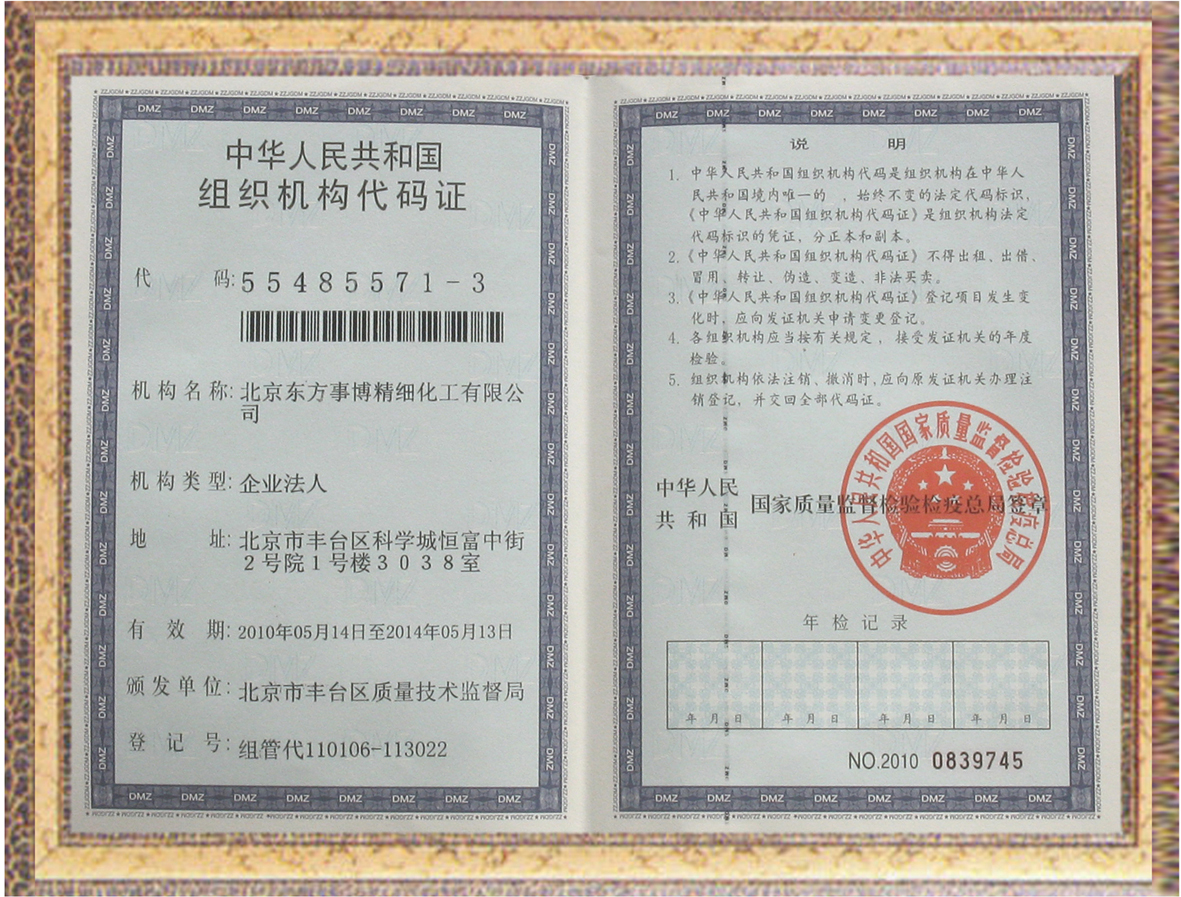 中华人民共和国
组织机构代码证
代 码:55485571-3
机构名称:北京东方事博精细化工有限公
司
机构类型:企业法人
地 址:北京市丰台区科学城恒富中街
2号院1号楼3038室
有 效 期:2010年05月14日至2014年05月13日
颁发单位:北京市丰台区质量技术监督局
登 记 号:组管代110106-113022
说 明
1. 中华人民共和国组织机构代码是组织机构在中华人
民共和国境内唯一的 ,始终不变的法定代码标识,
《中华人民共和国组织机构代码证》是组织机构法定
代码标识的凭证,分正本和副本。
2.《中华人民共和国组织机构代码证》不得出租、出借、
冒用、转让、伪造、变造、非法买卖。
3.《中华人民共和国组织机构代码证》登记项目发生变
化时,应向发证机关申请变更登记。
4. 各组织机构应当按有关规定,接受发证机关的年度
检验。
5. 组织机构依法注销、撤消时,应向原发证机关办理注
销登记,并交回全部代码证。
中华人民
共和国
国家质量监督检验检疫总局签章
中华人民共和国国家质量监督检验检疫总局
年检记录
年 月 日 年 月 日 年 月 日 年 月 日
NO.2010 0839745